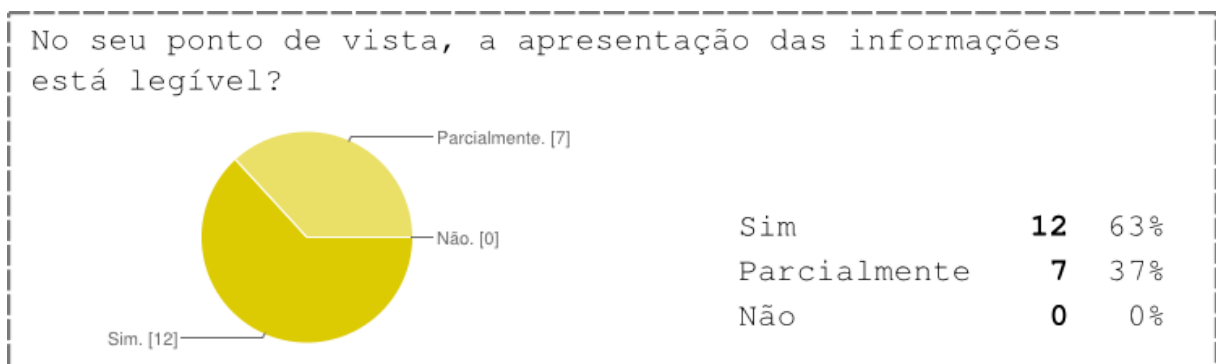 No seu ponto de vista, a apresentação das informações
está legível?
Parcialmente. [7]
Não. [0]
Sim. [12]
Sim 12 63%
Parcialmente 7 37%
Não 0 0%